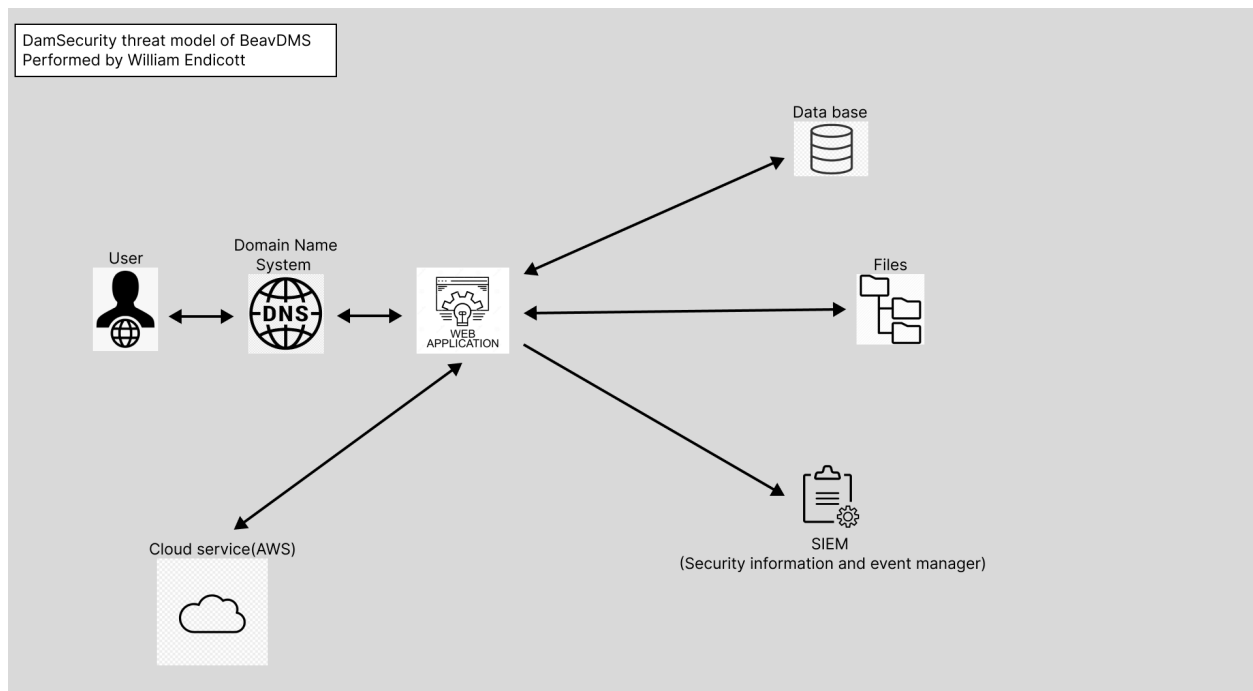 DamSecurity threat model of BeavDMS
Performed by William Endicott
Data base
User
Domain Name
System
DNS
Files
WEB
APPLICATION
Cloud service(AWS)
SIEM
(Security information and event manager)